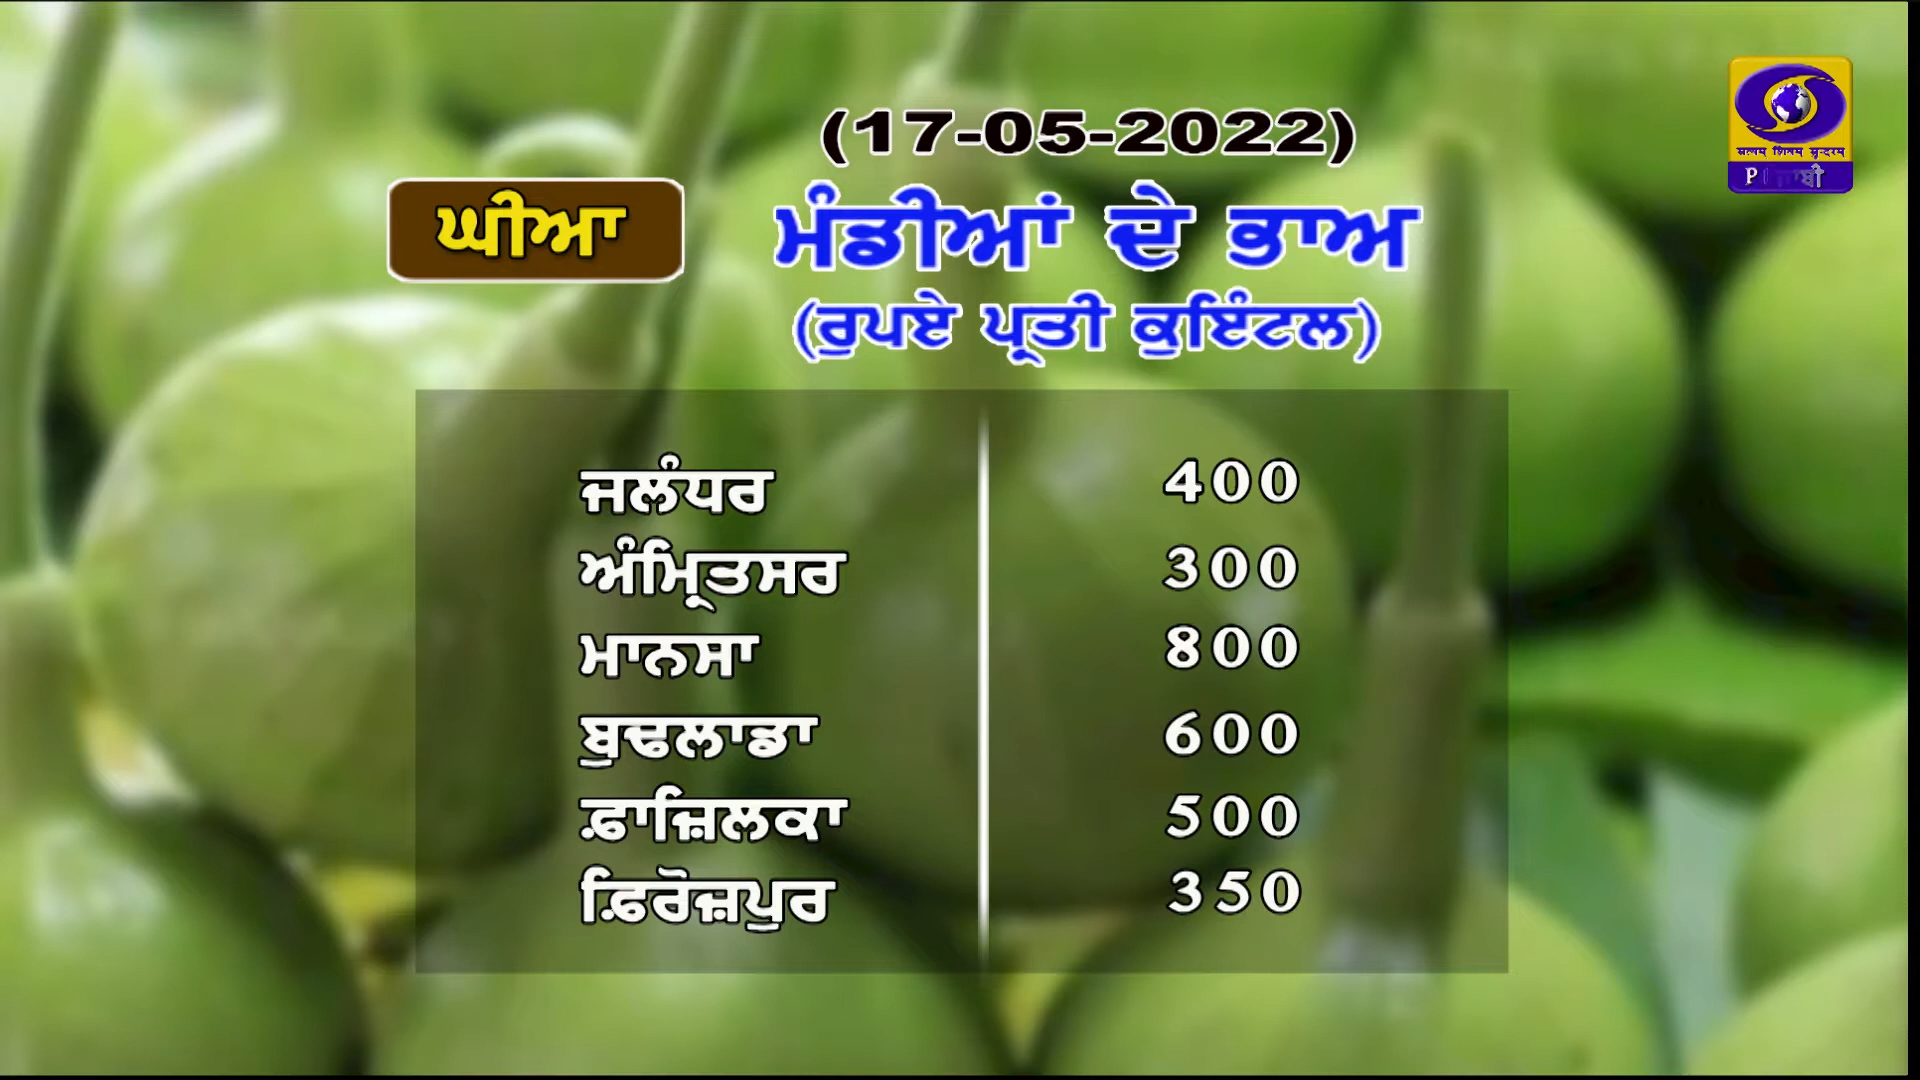 (17-05-2022)
ਘੀਆ
ਮੰਡੀਆਂ ਦੇ ਭਾਅ
(ਰੁਪਏ ਪ੍ਰਤੀ ਕੁਇੰਟਲ)
ਜਲੰਧਰ 400
ਅੰਮ੍ਰਿਤਸਰ 300
ਮਾਨਸਾ 800
ਬੁਢਲਾਡਾ 600
ਫ਼ਾਜ਼ਿਲਕਾ 500
ਫ਼ਿਰੋਜ਼ਪੁਰ 350